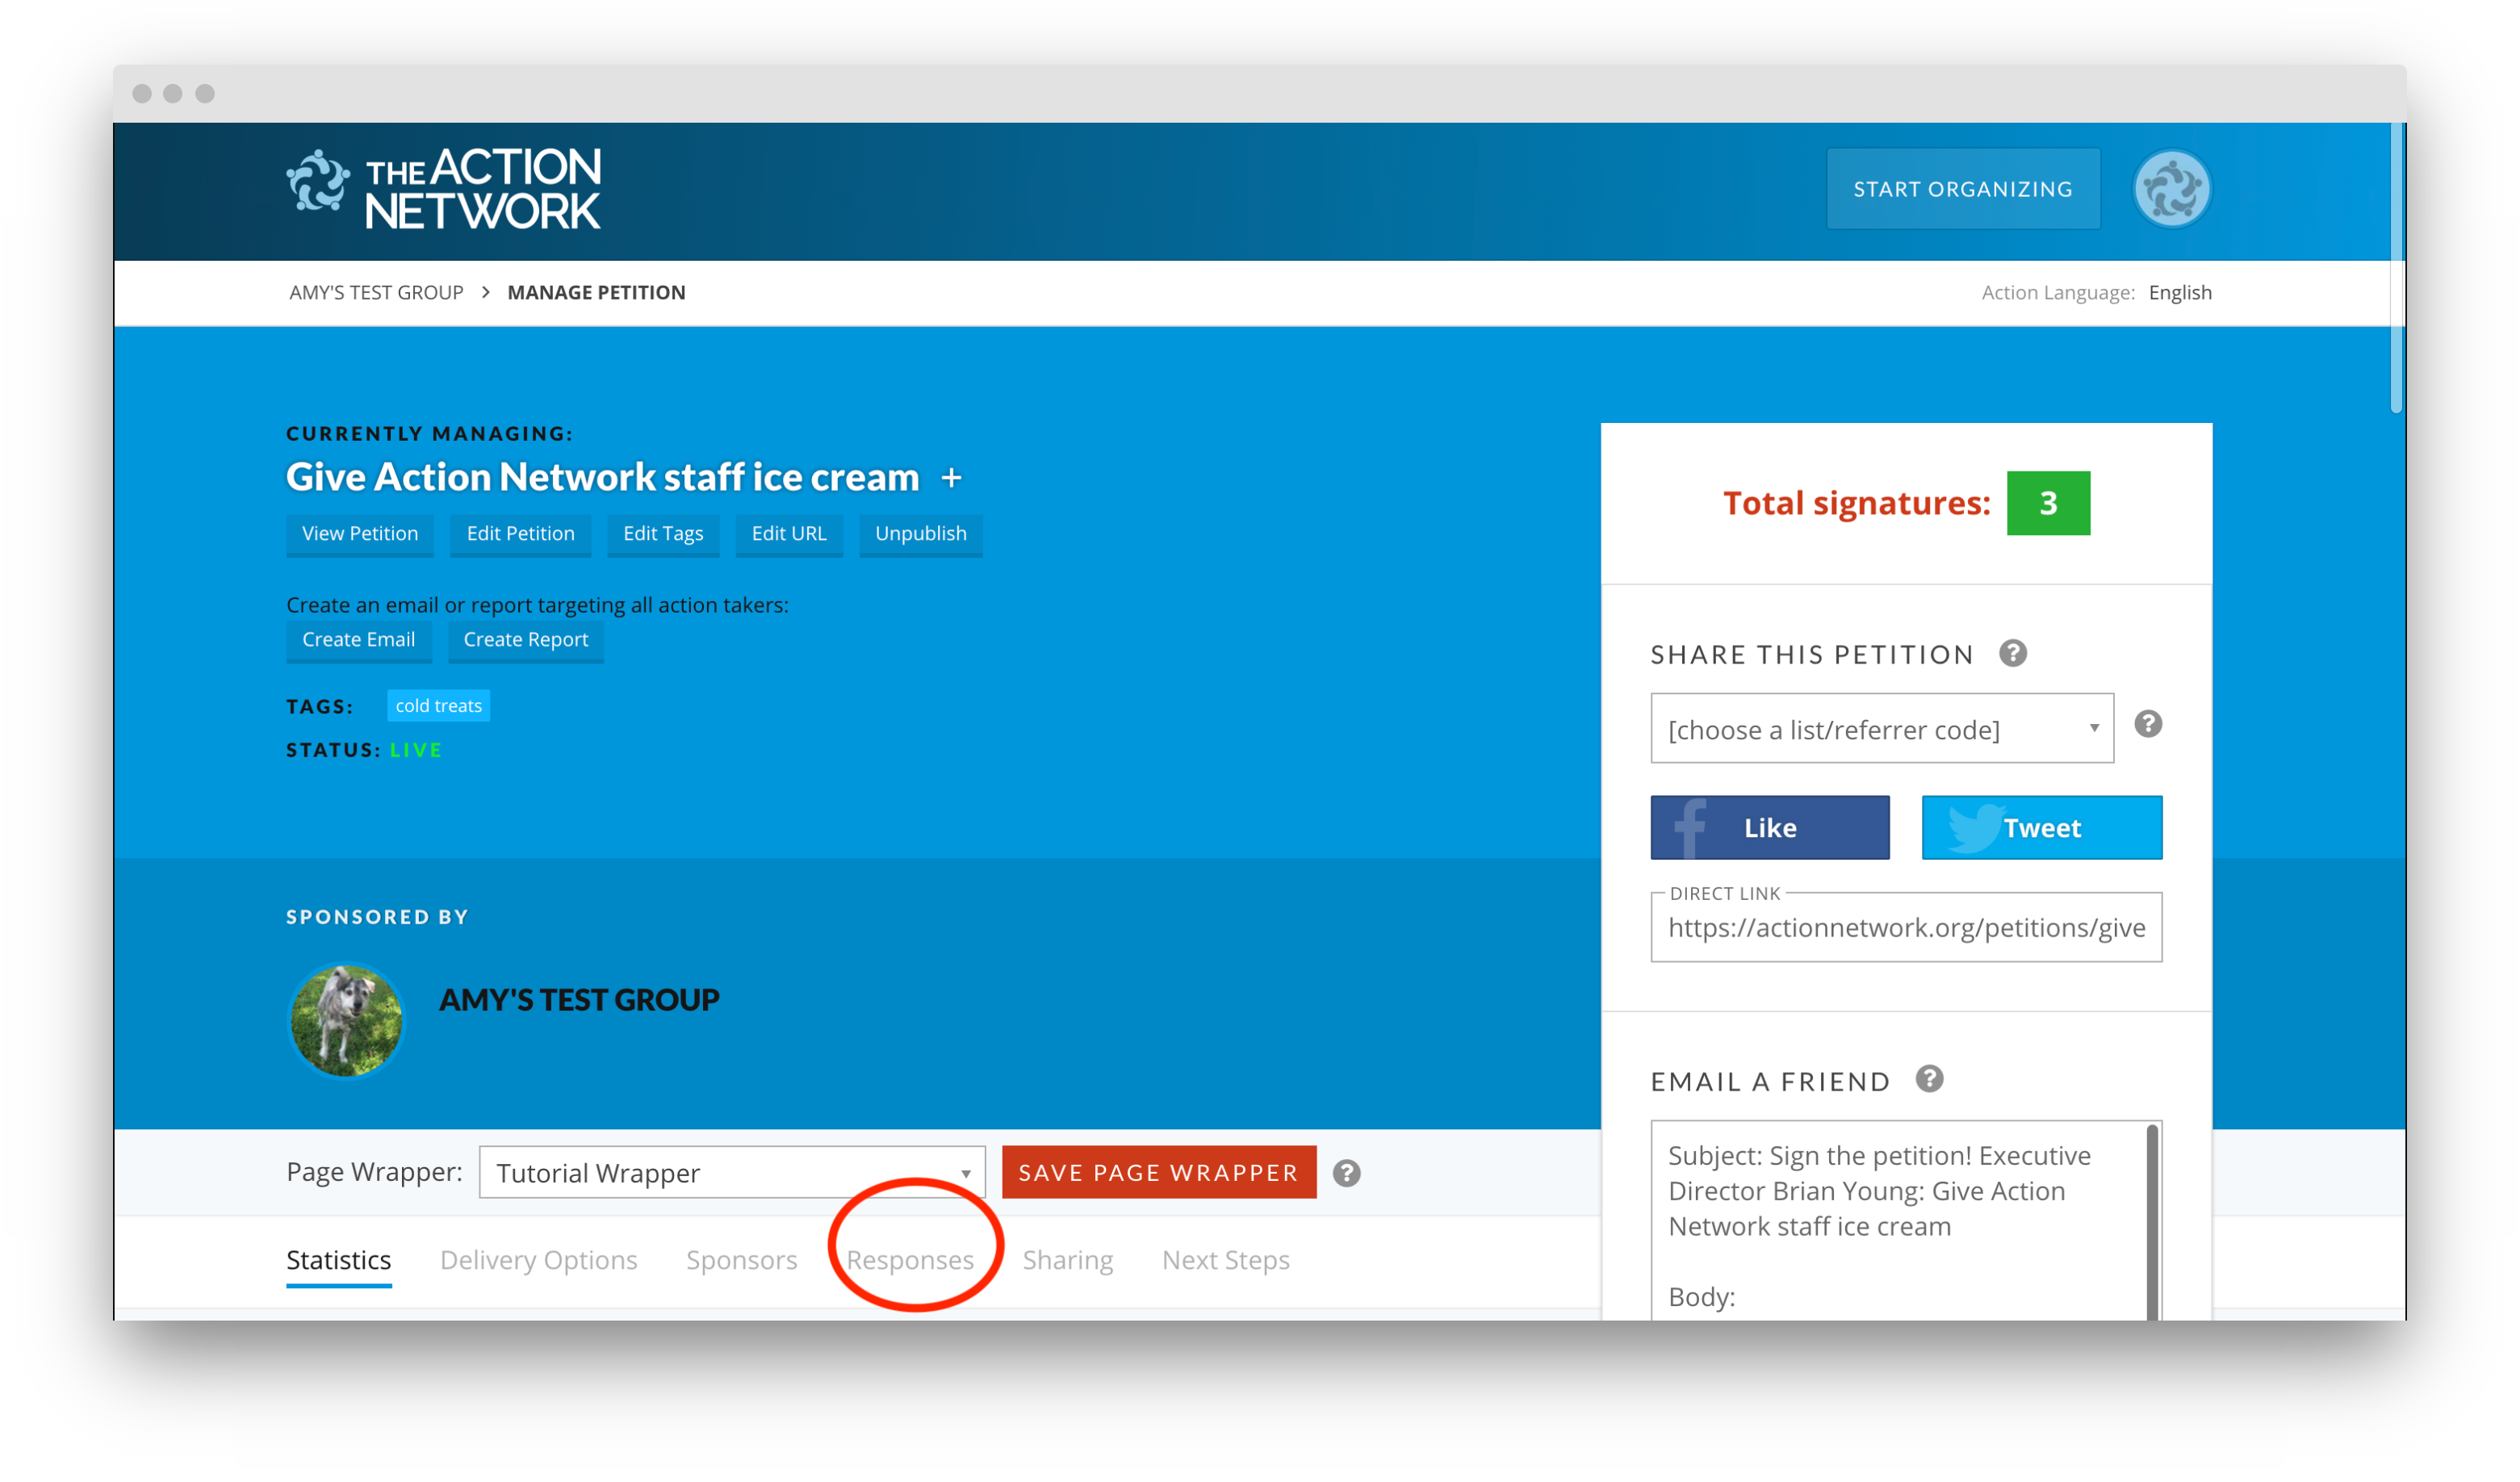 THE ACTION
NETWORK
START ORGANIZING
AMY'S TEST GROUP > MANAGE PETITION
Action Language: English
CURRENTLY MANAGING:
Give Action Network staff ice cream +
View Petition Edit Petition Edit Tags Edit URL Unpublish
Create an email or report targeting all action takers:
Create Email Create Report
TAGS: cold treats
STATUS: LIVE
SPONSORED BY
AMY'S TEST GROUP
Total signatures: 3
SHARE THIS PETITION ?
[choose a list/referrer code] ?
Like Tweet
DIRECT LINK
https://actionnetwork.org/petitions/give
EMAIL A FRIEND ?
Subject: Sign the petition! Executive
Director Brian Young: Give Action
Network staff ice cream
Body:
Page Wrapper: Tutorial Wrapper SAVE PAGE WRAPPER ?
Statistics Delivery Options Sponsors Responses Sharing Next Steps